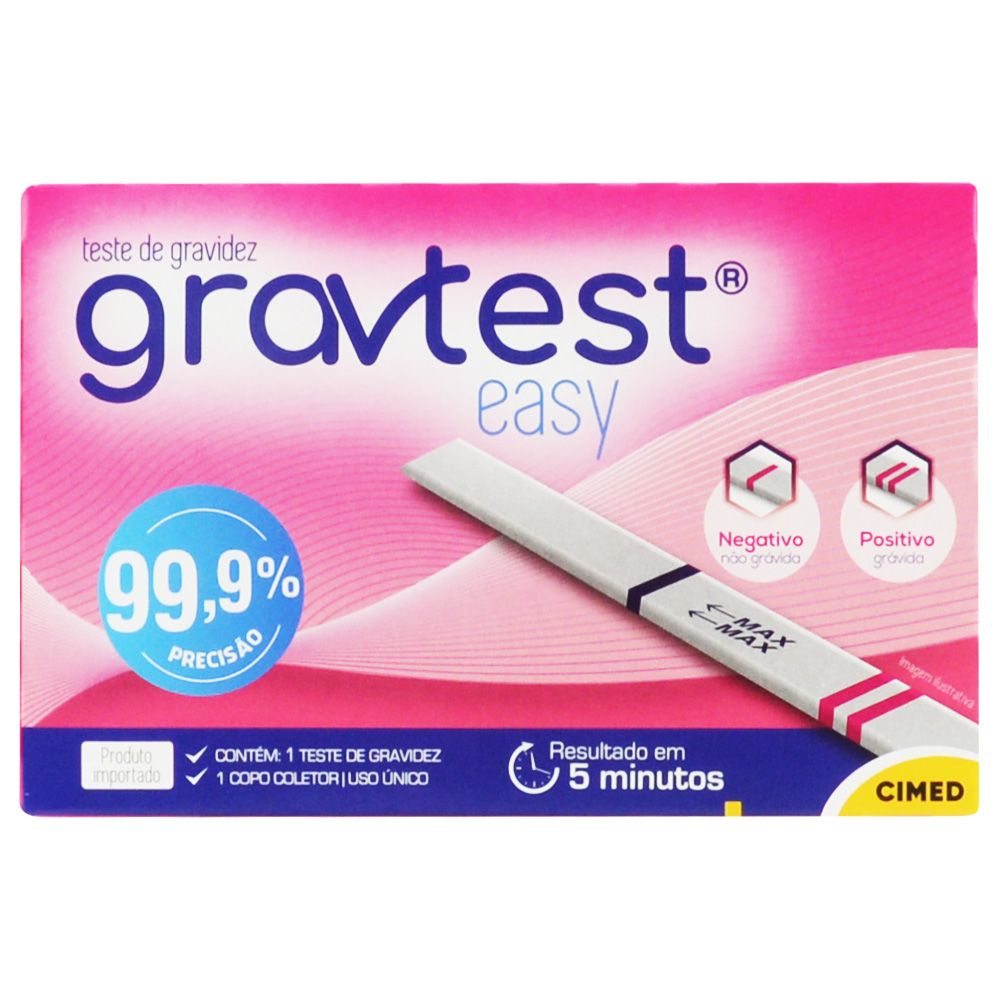 teste de gravidez
gravtest®
easy
99,9%
PRECISÃO
Negativo
não grávida
Positivo
grávida
MAX
MAX
Imagem ilustrativa
Produto
importado
CONTÉM: 1 TESTE DE GRAVIDEZ
1 COPO COLETOR | USO ÚNICO
Resultado em
5 minutos
CIMED